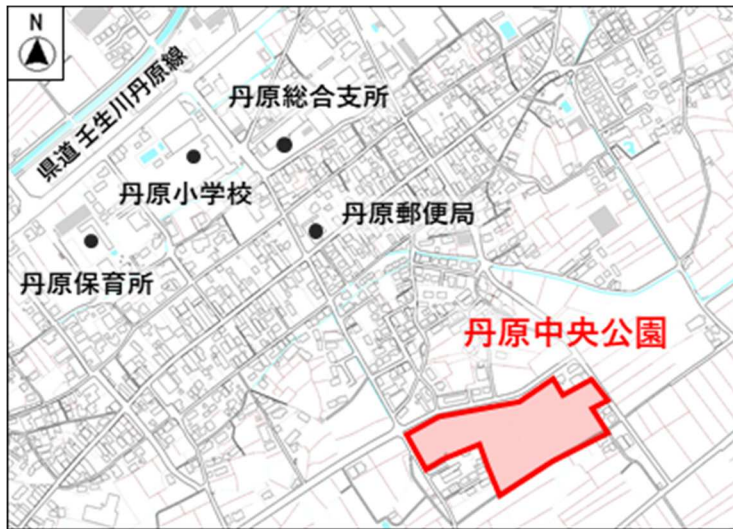 N
県道 壬生川丹原線
丹原総合支所
丹原小学校
丹原郵便局
丹原保育所
丹原中央公園